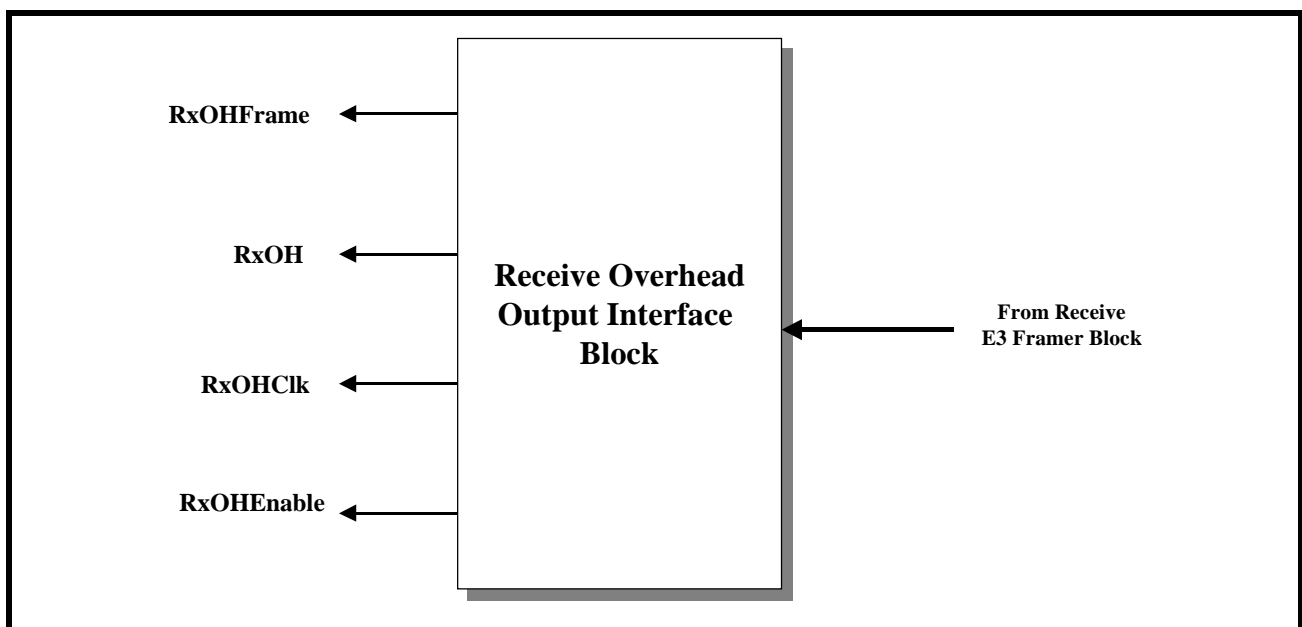 RxOHFrame
RxOH
RxOHClk
RxOHEnable
Receive Overhead
Output Interface
Block
From Receive
E3 Framer Block